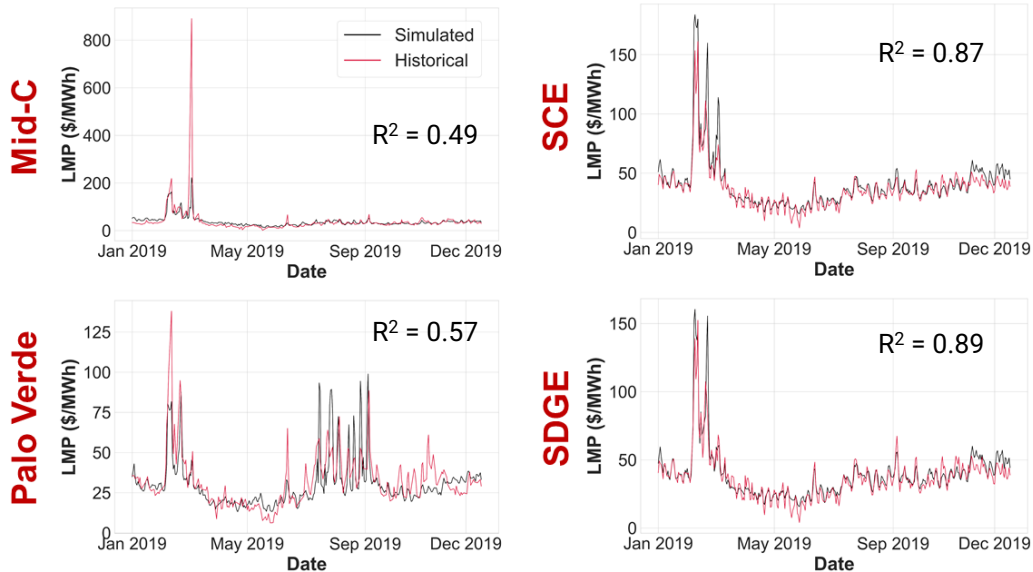 Mid-C
LMP ($/MWh)
800
600
400
200
0
Simulated
Historical
R² = 0.49
Jan 2019 May 2019 Sep 2019 Dec 2019
Date
SCE
LMP ($/MWh)
150
100
50
0
R² = 0.87
Jan 2019 May 2019 Sep 2019 Dec 2019
Date
Palo Verde
LMP ($/MWh)
125
100
75
50
25
0
R² = 0.57
Jan 2019 May 2019 Sep 2019 Dec 2019
Date
SDGE
LMP ($/MWh)
150
100
50
0
R² = 0.89
Jan 2019 May 2019 Sep 2019 Dec 2019
Date